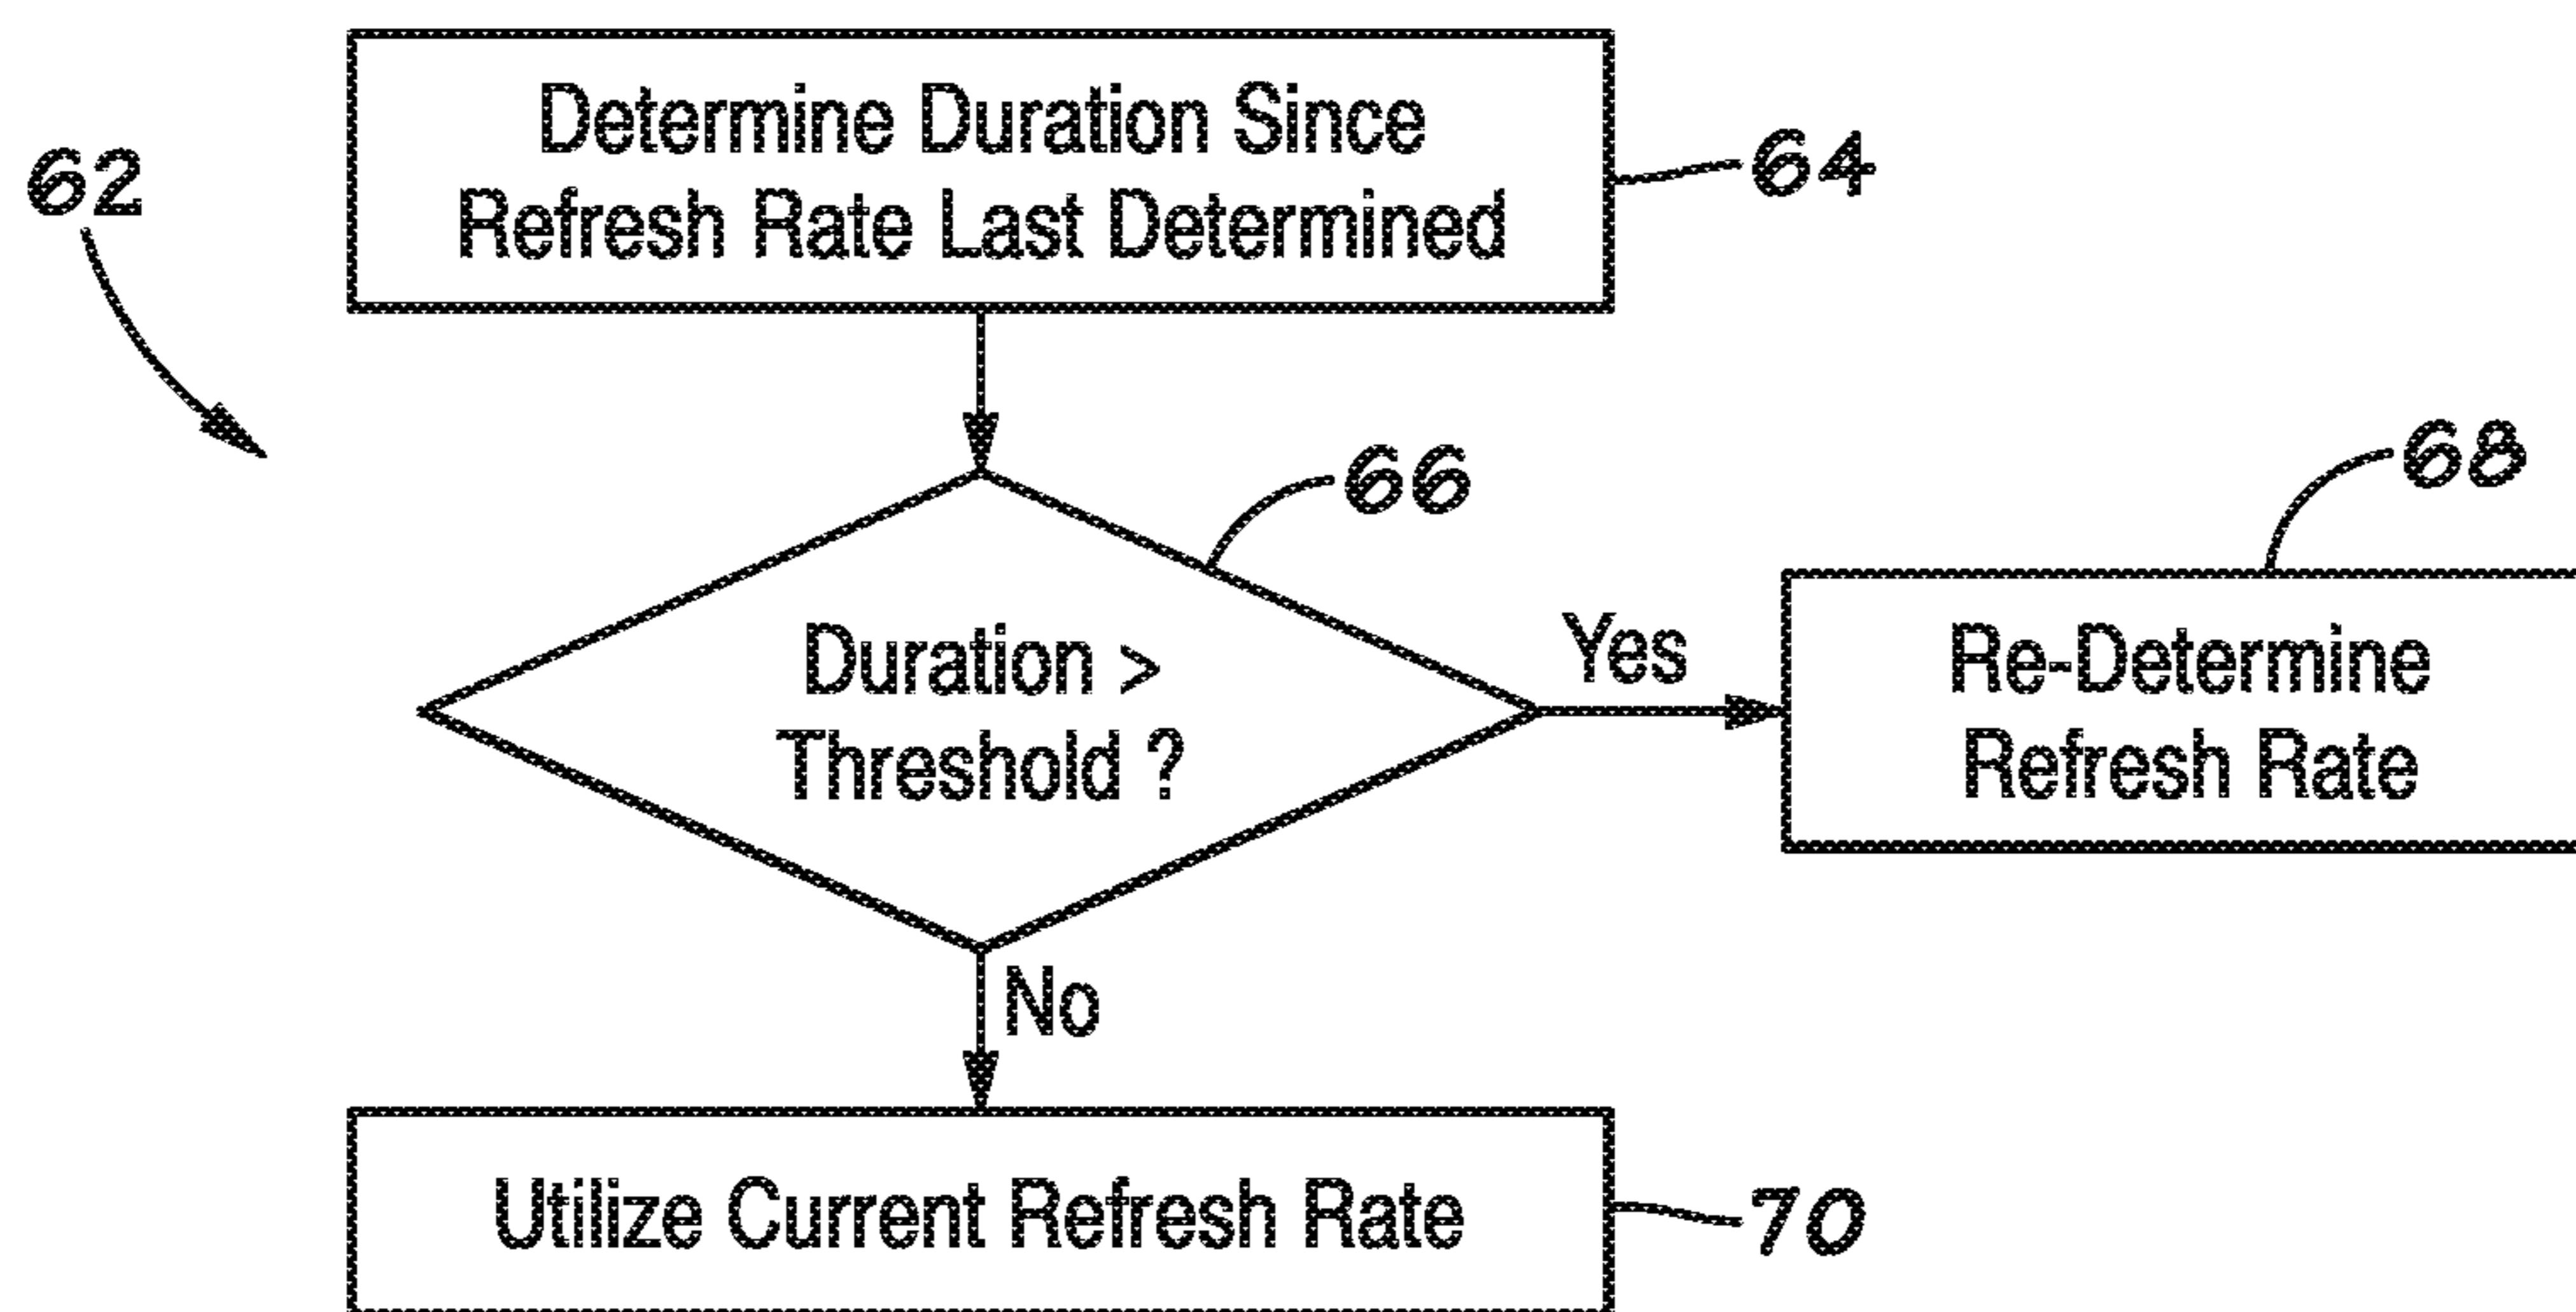 Determine Duration Since
Refresh Rate Last Determined
64
62
66
68
Duration >
Threshold ?
Yes
Re-Determine
Refresh Rate
No
Utilize Current Refresh Rate
70